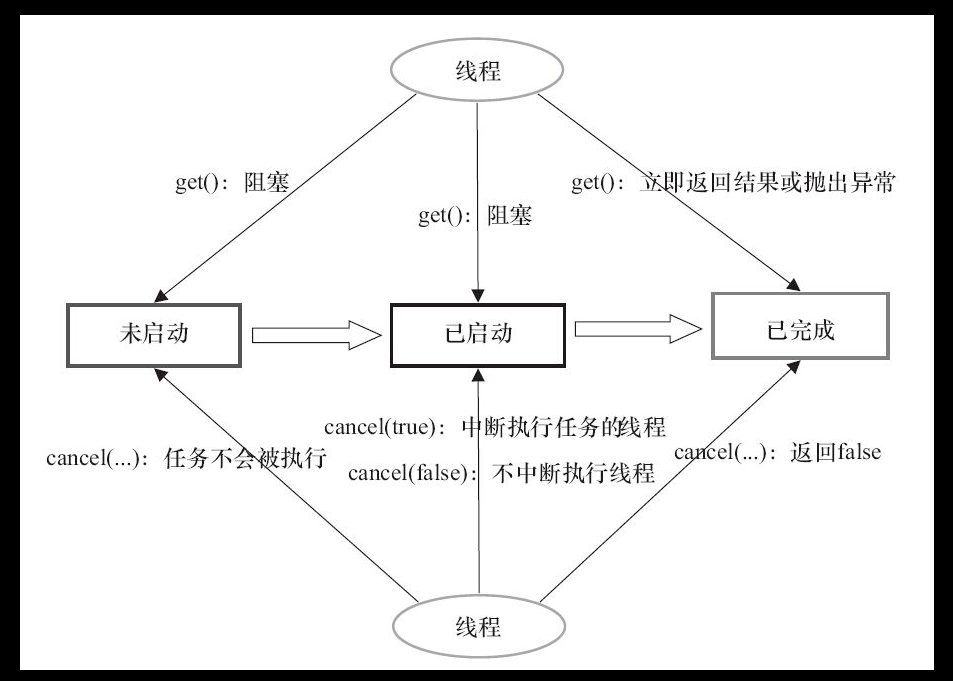 线程
get()：阻塞
get()：立即返回结果或抛出异常
get()：阻塞
未启动
已启动
已完成
cancel(true)：中断执行任务的线程
cancel(...)：任务不会被执行
cancel(...)：返回false
cancel(false)：不中断执行线程
线程